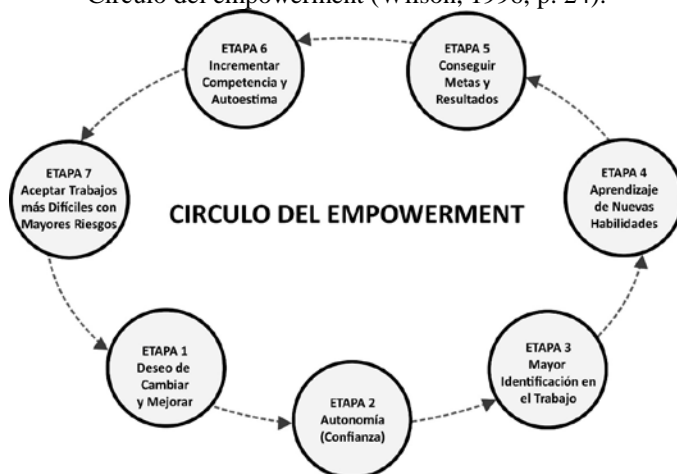 Círculo del empowerment (Wilson, 1996, p. 24).
ETAPA 6
Incrementar
Competencia y
Autoestima
ETAPA 5
Conseguir
Metas y
Resultados
ETAPA 7
Aceptar Trabajos
más Difíciles con
Mayores Riesgos
CIRCULO DEL EMPOWERMENT
ETAPA 4
Aprendizaje
de Nuevas
Habilidades
ETAPA 1
Deseo de
Cambiar
y Mejorar
ETAPA 2
Autonomía
(Confianza)
ETAPA 3
Mayor
Identificación en
el Trabajo